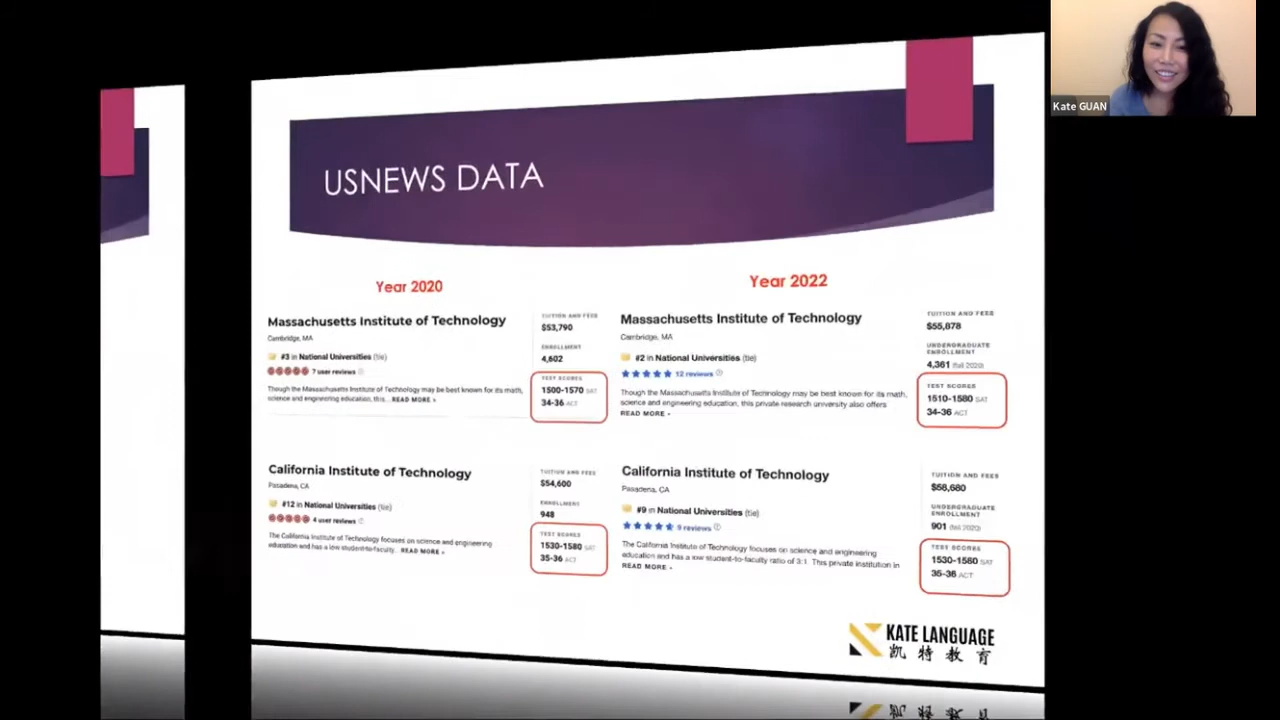 Kate GUAN
USNEWS DATA
Year 2020
Massachusetts Institute of Technology
Cambridge, MA
#3 in National Universities (tie)
7 user reviews
Though the Massachusetts Institute of Technology may be best known for its math,
science and engineering education, this... READ MORE »
TUITION AND FEES
$53,790
ENROLLMENT
4,602
TEST SCORES
1500-1570 SAT
34-36 ACT
Year 2022
Massachusetts Institute of Technology
Cambridge, MA
#2 in National Universities (tie)
12 reviews
Though the Massachusetts Institute of Technology may be best known for its math,
science and engineering education, this private research university also offers
READ MORE »
TUITION AND FEES
$55,878
UNDERGRADUATE
ENROLLMENT
4,361 (fall 2020)
TEST SCORES
1510-1580 SAT
34-36 ACT
California Institute of Technology
Pasadena, CA
#12 in National Universities (tie)
4 user reviews
The California Institute of Technology focuses on science and engineering
education and has a low student-to-faculty... READ MORE »
TUITION AND FEES
$54,600
ENROLLMENT
948
TEST SCORES
1530-1580 SAT
35-36 ACT
California Institute of Technology
Pasadena, CA
#9 in National Universities (tie)
9 reviews
The California Institute of Technology focuses on science and engineering
education and has a low student-to-faculty ratio of 3:1. This private institution in
READ MORE »
TUITION AND FEES
$58,680
UNDERGRADUATE
ENROLLMENT
901 (fall 2020)
TEST SCORES
1530-1580 SAT
35-36 ACT
KATE LANGUAGE
凯特教育